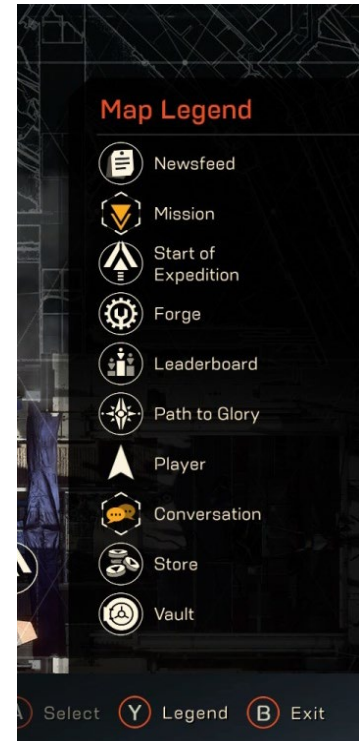 Map Legend
Newsfeed
Mission
Start of
Expedition
Forge
Leaderboard
Path to Glory
Player
Conversation
Store
Vault
A Select Y Legend B Exit